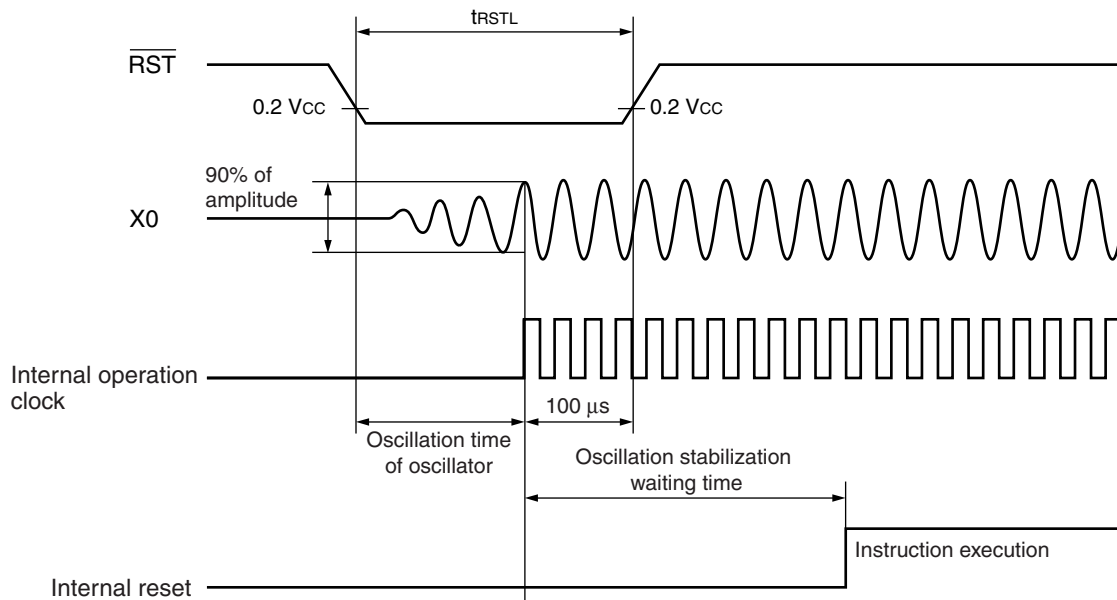 tRSTL
RST
0.2 VCC
0.2 VCC
90% of
amplitude
X0
Internal operation
clock
100 μs
Oscillation time
of oscillator
Oscillation stabilization
waiting time
Instruction execution
Internal reset